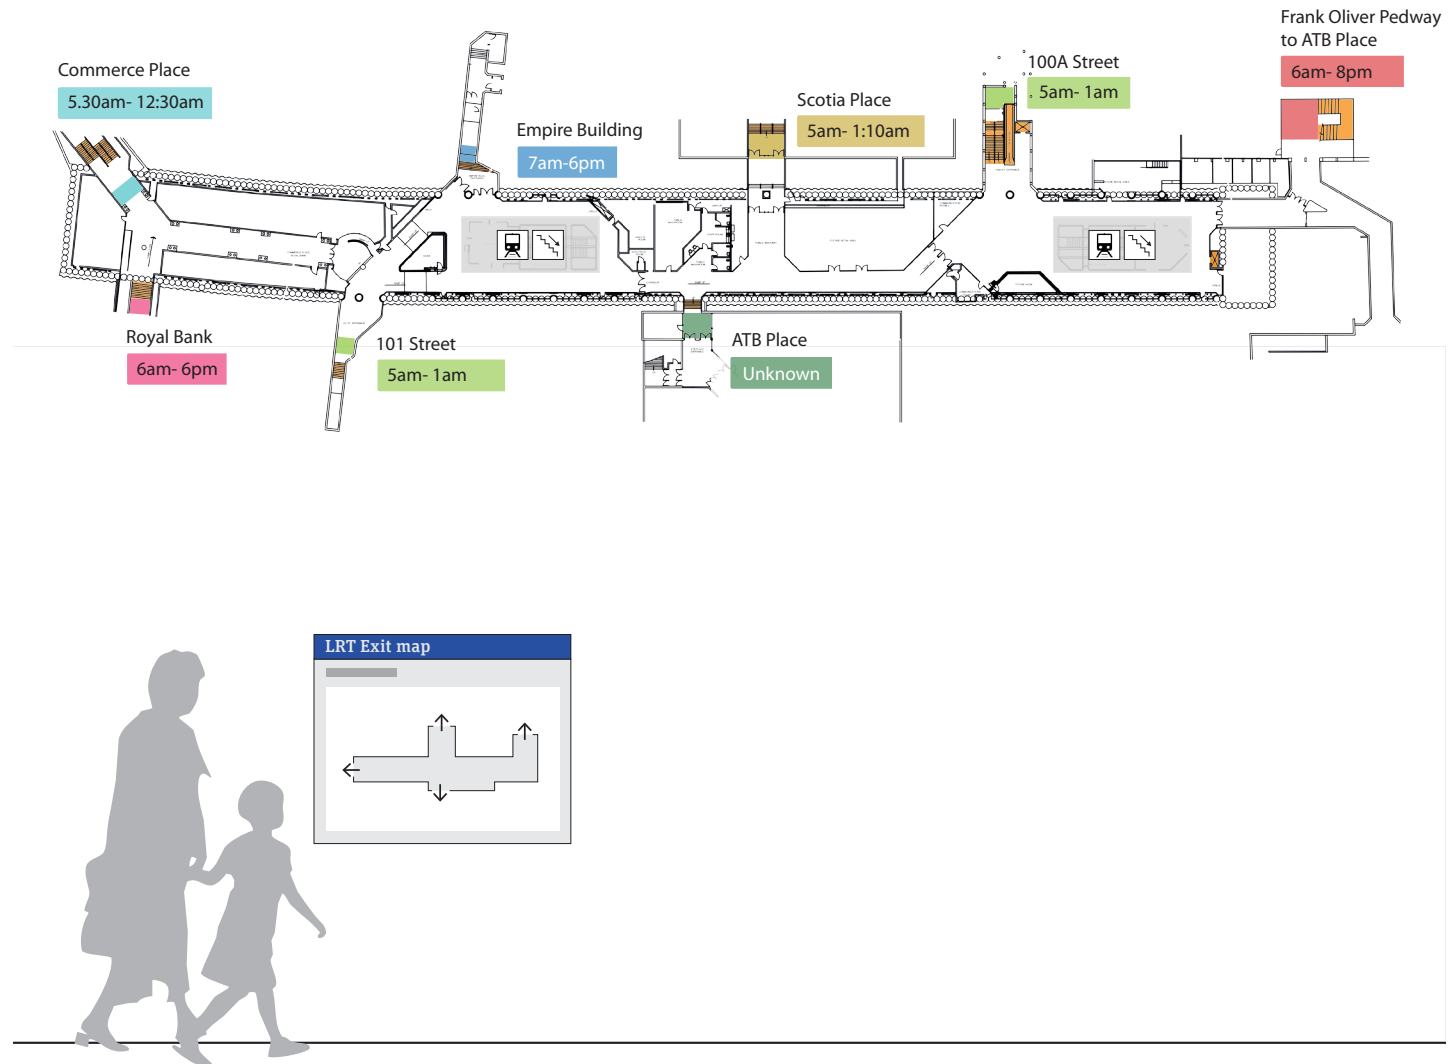 Frank Oliver Pedway
to ATB Place
6am- 8pm
Commerce Place
5.30am- 12:30am
100A Street
5am- 1am
Scotia Place
5am- 1:10am
Empire Building
7am-6pm
Royal Bank
6am- 6pm
101 Street
5am- 1am
ATB Place
Unknown
LRT Exit map